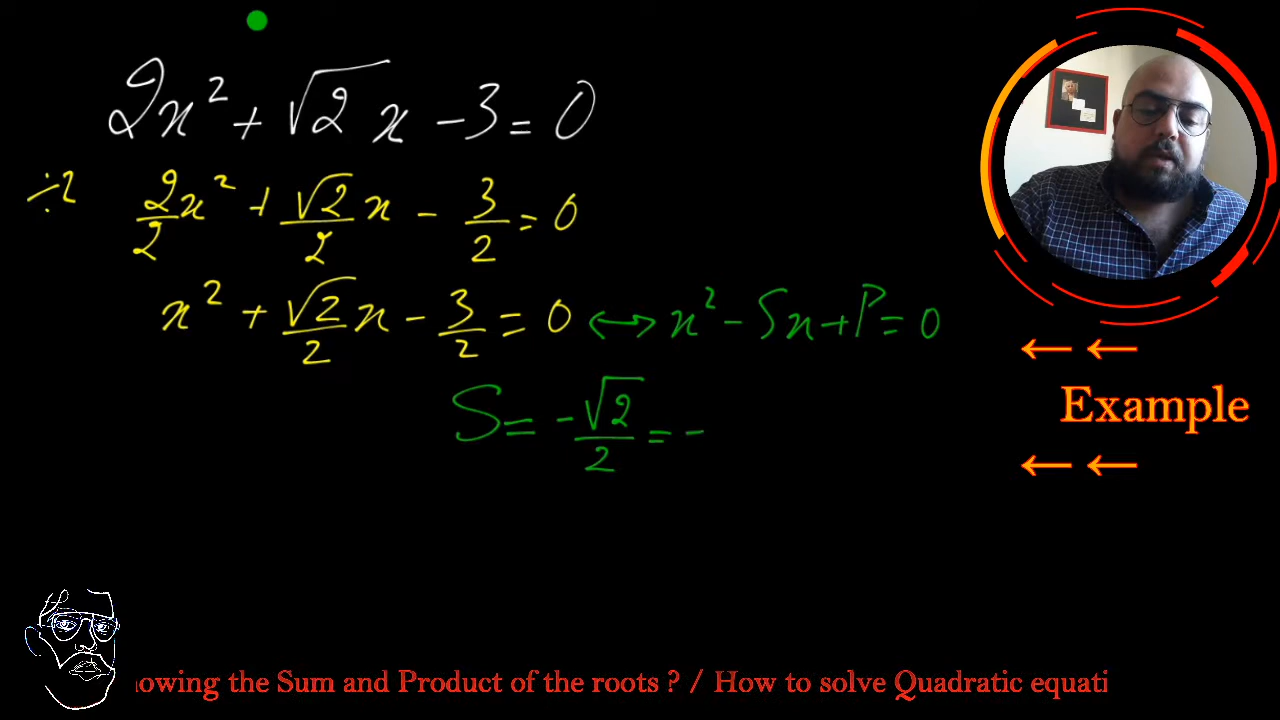 2x² + √2 x - 3 = 0
÷2 2x²/2 + √2/2 x - 3/2 = 0
x² + √2/2 x - 3/2 = 0 ↔ x² - Sx + P = 0
S = -√2/2 = -
← ←
Example
← ←
owing the Sum and Product of the roots ? / How to solve Quadratic equati